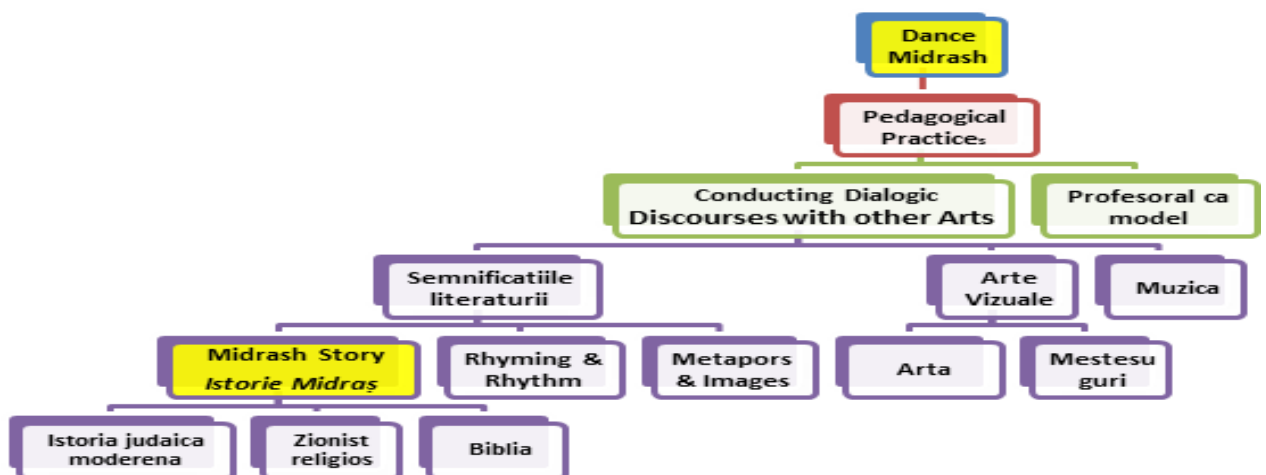 Dance
Midrash
Pedagogical
Practices
Conducting Dialogic
Discourses with other Arts
Profesoral ca
model
Semnificatiile
literaturii
Arte
Vizuale
Muzica
Midrash Story
Istorie Midraș
Rhyming &
Rhythm
Metapors
& Images
Arta
Mestesu
guri
Istoria judaica
moderena
Zionist
religios
Biblia